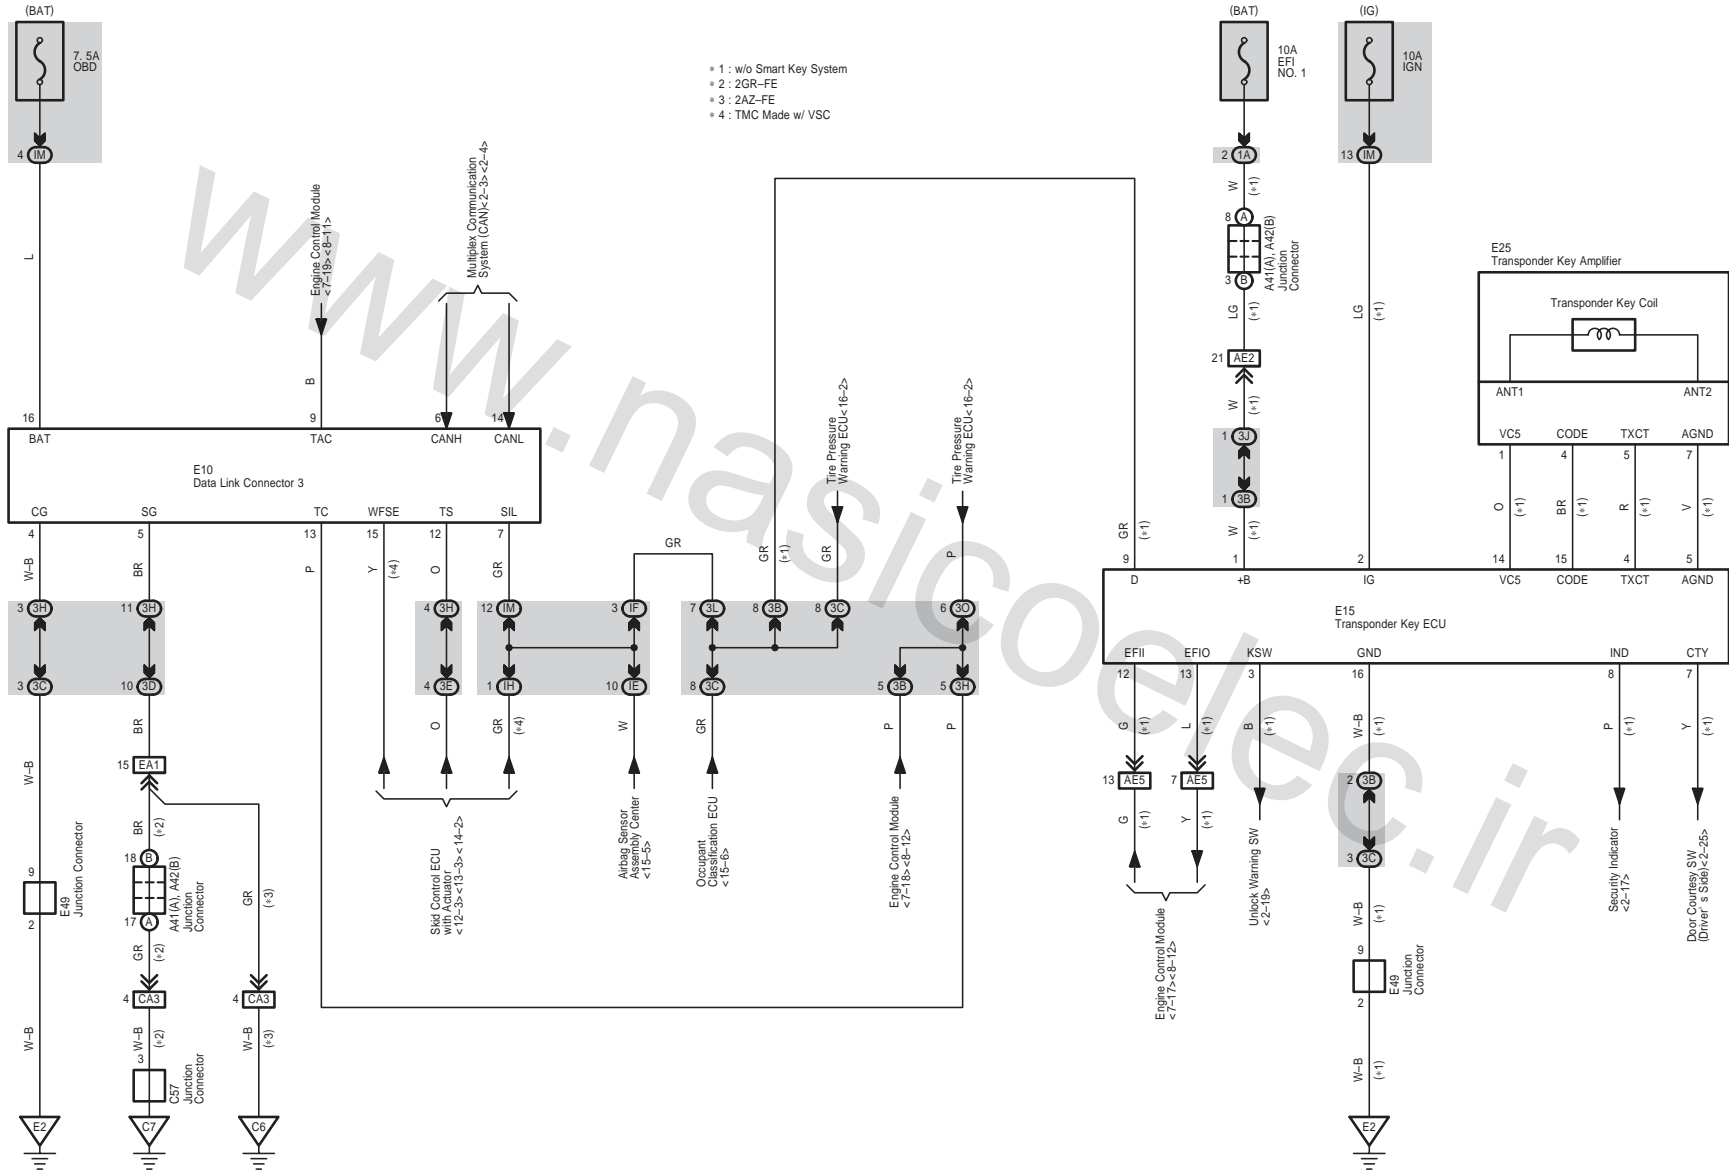 (BAT)
7. 5A
OBD
4 IM
L
* 1 : w/o Smart Key System
* 2 : 2GR–FE
* 3 : 2AZ–FE
* 4 : TMC Made w/ VSC
(BAT)
10A
EFI
NO. 1
2 1A
W
(*1)
8 A
A41(A), A42(B)
Junction
Connector
3 B
LG
(*1)
21 AE2
W
(*1)
1 3J
1 3B
W
(*1)
(IG)
10A
IGN
13 IM
LG
(*1)
Engine Control Module
<7–19><8–11>
B
Multiplex Communication
System (CAN)<2–3><2–4>
16 9 6 14
BAT TAC CANH CANL
E10
Data Link Connector 3
CG SG TC WFSE TS SIL
4 5 13 15 12 7
W–B BR P Y (*4) O GR
GR
GR (*1)
GR
P
Tire Pressure
Warning ECU<16–2>
Tire Pressure
Warning ECU<16–2>
3 3H 11 3H 4 3H 12 IM 3 IF 7 3L 8 3B 8 3C 6 3O
3 3C 10 3D 4 3E 1 IH 10 IE 8 3C 5 3B 5 3H
BR O GR (*4) W GR P P
15 EA1
W–B
BR
(*2)
18 B
A41(A), A42(B)
Junction
Connector
17 A
GR
(*2)
GR
(*3)
9
E49
Junction Connector
2
4 CA3 4 CA3
W–B
W–B
(*2)
W–B
(*3)
3
C57
Junction
Connector
E2 C7 C6
Skid Control ECU
with Actuator
<12–3><13–3><14–2>
Airbag Sensor
Assembly Center
<15–5>
Occupant
Classification ECU
<15–6>
Engine Control Module
<7–18><8–12>
E25
Transponder Key Amplifier
Transponder Key Coil
ANT1 ANT2
VC5 CODE TXCT AGND
1 4 5 7
O (*1) BR (*1) R (*1) V (*1)
GR (*1)
9 1 2 14 15 4 5
D +B IG VC5 CODE TXCT AGND
E15
Transponder Key ECU
EFII EFIO KSW GND IND CTY
12 13 3 16 8 7
G (*1) L (*1) B (*1) W–B (*1) P (*1) Y (*1)
13 AE5 7 AE5
2 3B
G (*1) Y (*1)
3 3C
Engine Control Module
<7–17><8–12>
Unlock Warning SW
<2–19>
W–B
(*1)
9
E49
Junction
Connector
2
W–B
(*1)
E2
Security Indicator
<2–17>
Door Courtesy SW
(Driver' s Side)<2–25>
www.nasicoelec.ir